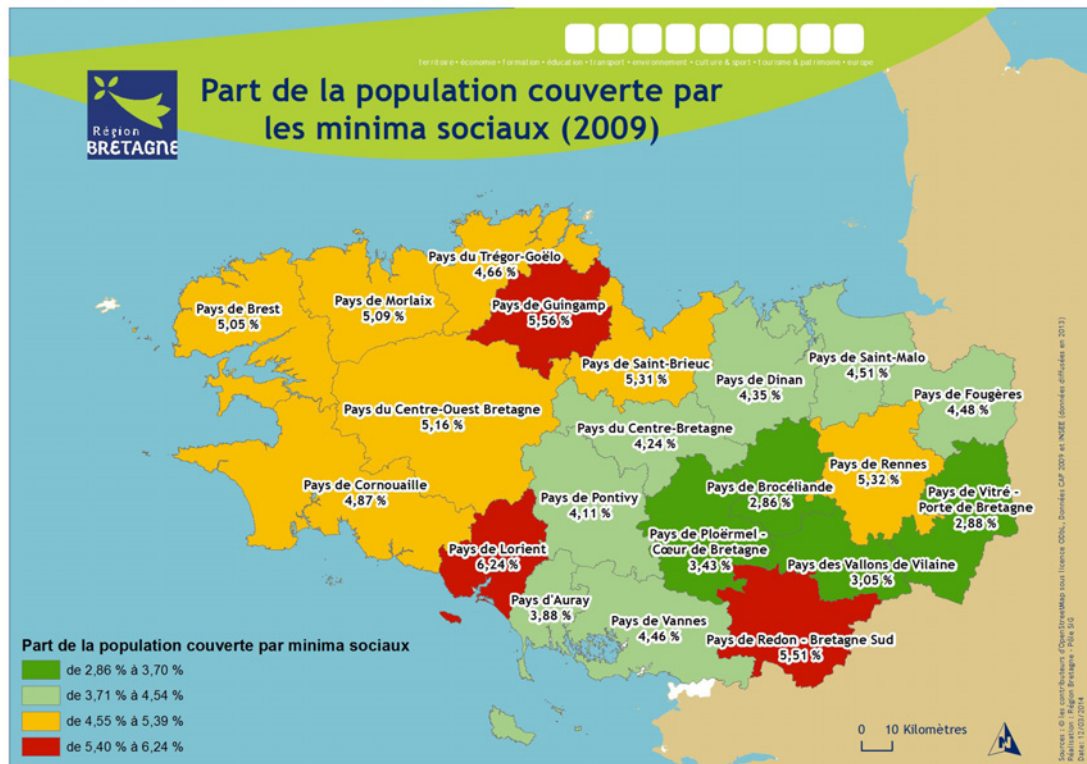 territoire • économie • formation • éducation • transport • environnement • culture & sport • tourisme & patrimoine • europe
Région
BRETAGNE
Part de la population couverte par
les minima sociaux (2009)
Pays du Trégor-Goëlo
4,66 %
Pays de Brest
5,05 %
Pays de Morlaix
5,09 %
Pays de Guingamp
5,56 %
Pays de Saint-Brieuc
5,31 %
Pays de Dinan
4,35 %
Pays de Saint-Malo
4,51 %
Pays de Fougères
4,48 %
Pays du Centre-Ouest Bretagne
5,16 %
Pays du Centre-Bretagne
4,24 %
Pays de Rennes
5,32 %
Pays de Brocéliande
2,86 %
Pays de Vitré -
Porte de Bretagne
2,88 %
Pays de Cornouaille
4,87 %
Pays de Pontivy
4,11 %
Pays de Ploërmel -
Cœur de Bretagne
3,43 %
Pays de Lorient
6,24 %
Pays des Vallons de Vilaine
3,05 %
Pays d'Auray
3,88 %
Pays de Vannes
4,46 %
Pays de Redon - Bretagne Sud
5,51 %
Part de la population couverte par minima sociaux
de 2,86 % à 3,70 %
de 3,71 % à 4,54 %
de 4,55 % à 5,39 %
de 5,40 % à 6,24 %
0 10 Kilomètres
N
Sources : © les contributeurs d'OpenStreetMap sous licence ODbL, Données CAF 2009 et INSEE (données diffusées en 2013)
Réalisation : Région Bretagne - Pôle SIG
Date: 12/03/2014